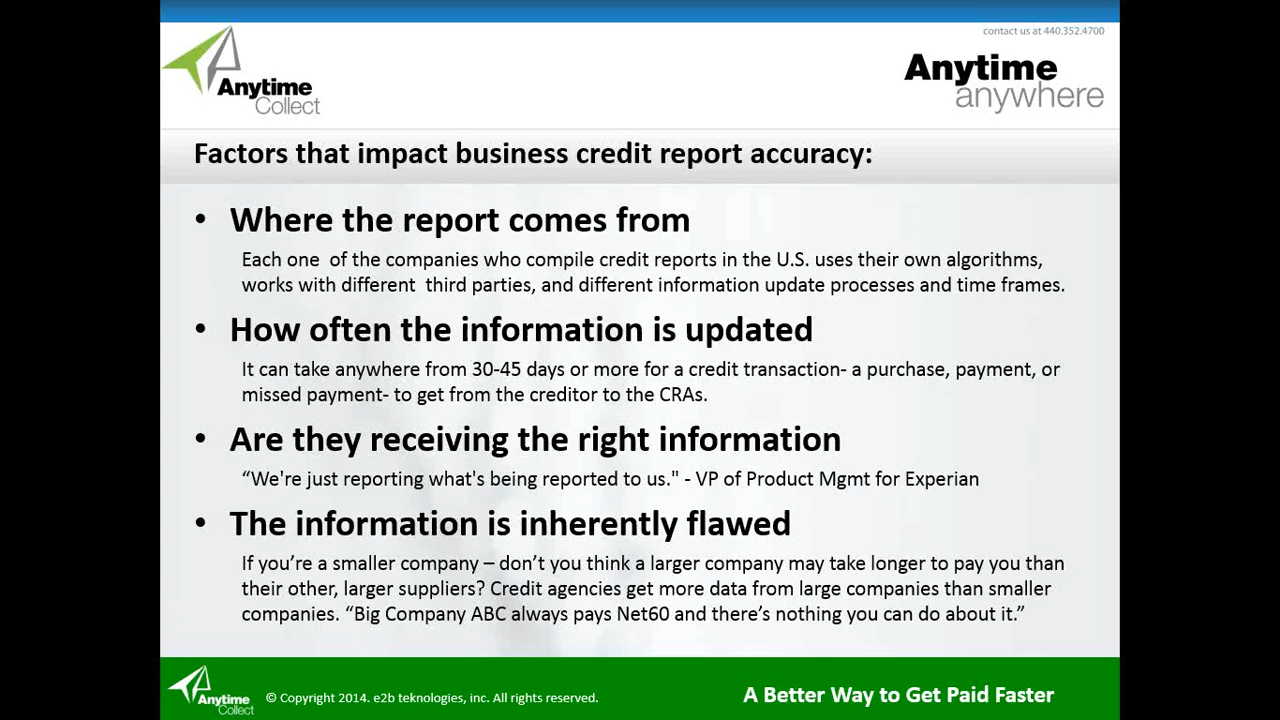 contact us at 440.352.4700
Anytime
Collect
Anytime
anywhere
Factors that impact business credit report accuracy:
• Where the report comes from
Each one of the companies who compile credit reports in the U.S. uses their own algorithms,
works with different third parties, and different information update processes and time frames.
• How often the information is updated
It can take anywhere from 30-45 days or more for a credit transaction- a purchase, payment, or
missed payment- to get from the creditor to the CRAs.
• Are they receiving the right information
“We're just reporting what's being reported to us." - VP of Product Mgmt for Experian
• The information is inherently flawed
If you’re a smaller company – don’t you think a larger company may take longer to pay you than
their other, larger suppliers? Credit agencies get more data from large companies than smaller
companies. “Big Company ABC always pays Net60 and there’s nothing you can do about it.”
Anytime
Collect
© Copyright 2014. e2b teknologies, inc. All rights reserved.
A Better Way to Get Paid Faster